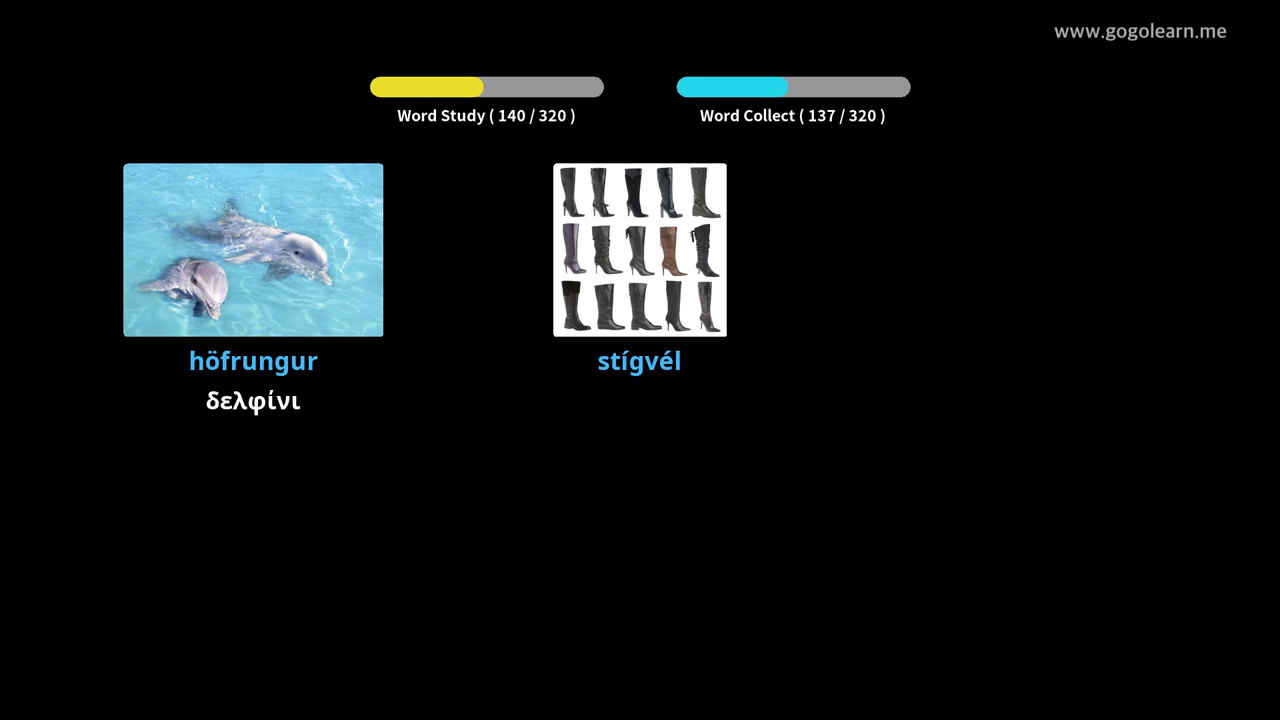 www.gogolearn.me
Word Study ( 140 / 320 )
Word Collect ( 137 / 320 )
höfrungur
δελφίνι
stígvél